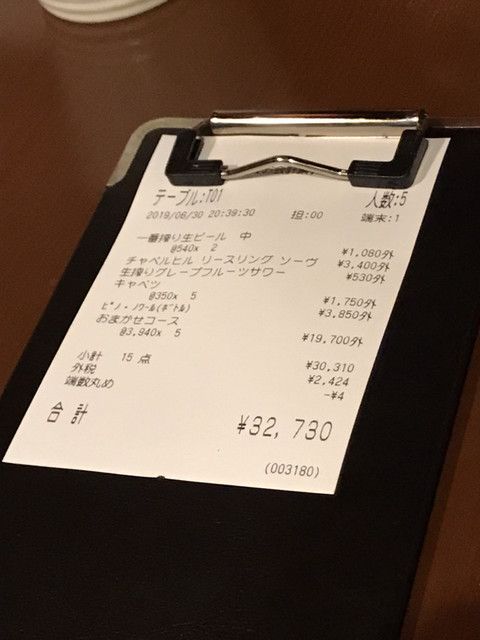 テーブル:T01 人数:5
2019/06/30 20:39:30 担:00 端末:1
一番搾り生ビール 中
@540x 2 ¥1,080外
チャペルヒル リースリング ソーヴ ¥3,400外
生搾りグレープフルーツサワー ¥530外
キャベツ
@350x 5 ¥1,750外
ピノ・ノワール(ボトル) ¥3,850外
おまかせコース
@3,940x 5 ¥19,700外
小計 15 点 ¥30,310
外税 ¥2,424
端数丸め -¥4
合計 ¥32,730
(003180)